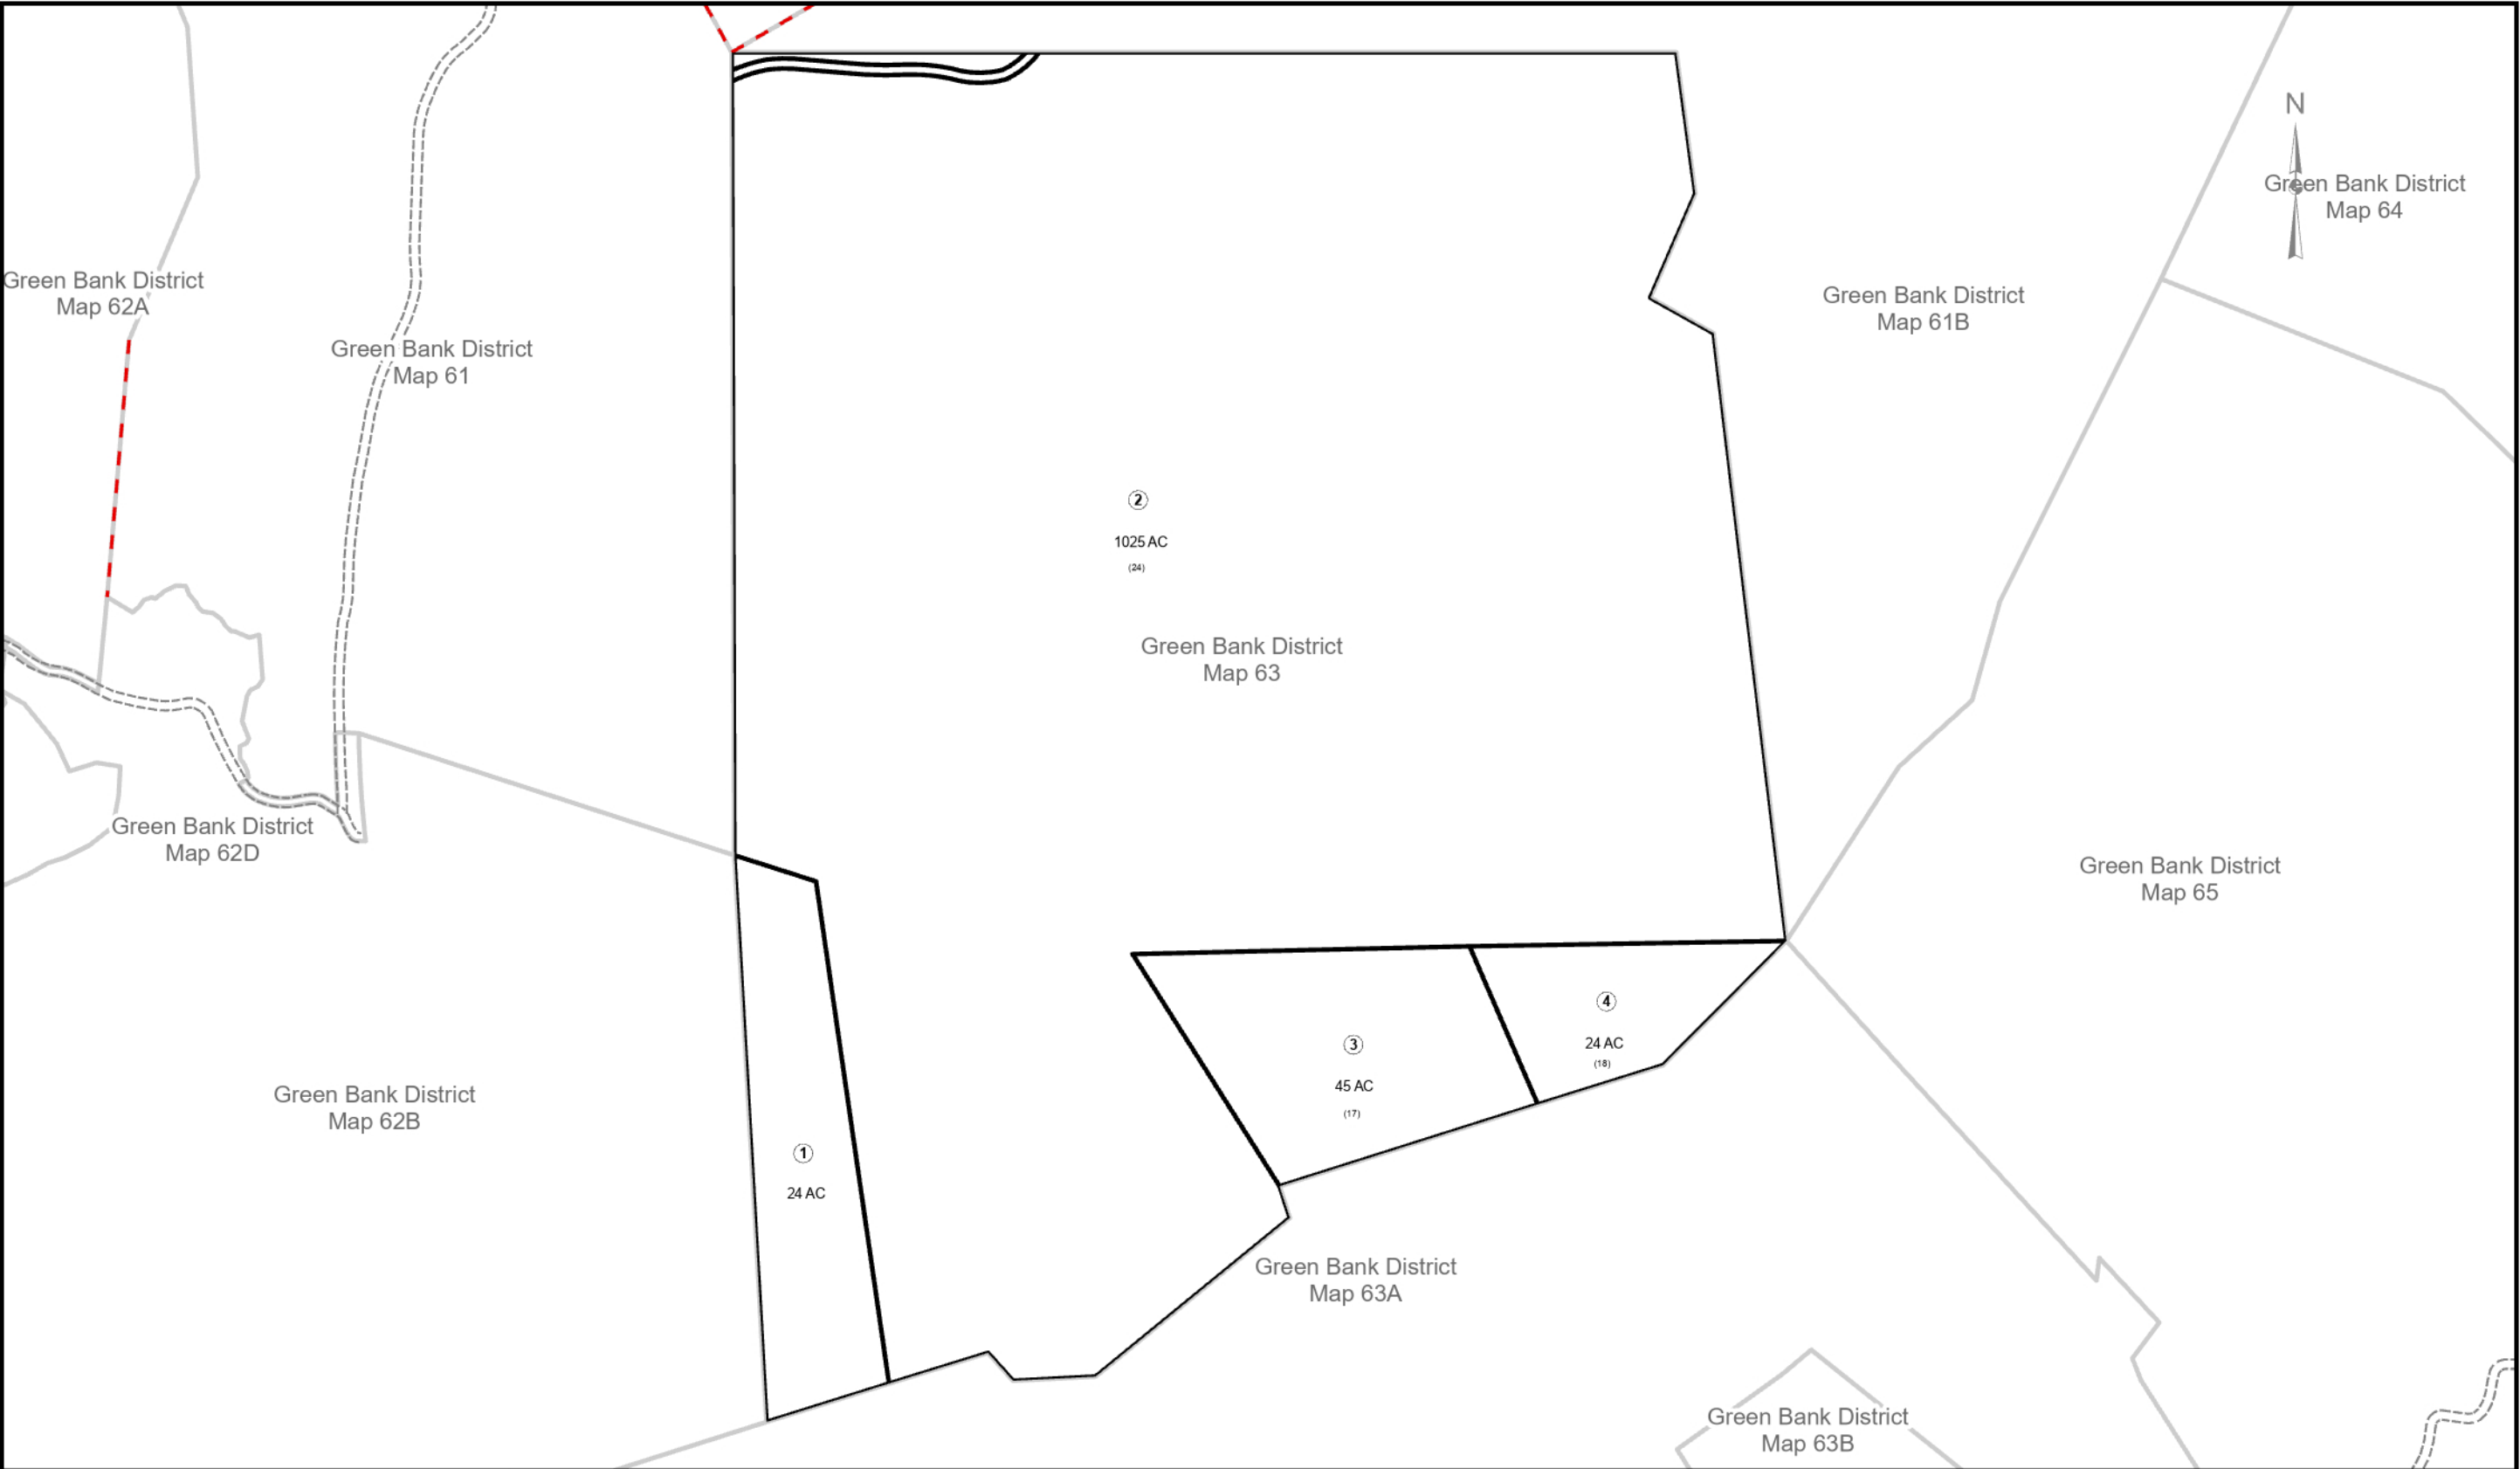 N
Green Bank District
Map 64
Green Bank District
Map 62A
Green Bank District
Map 61B
Green Bank District
Map 61
2
1025 AC
(24)
Green Bank District
Map 63
Green Bank District
Map 62D
Green Bank District
Map 65
4
24 AC
(18)
3
45 AC
(17)
Green Bank District
Map 62B
1
24 AC
Green Bank District
Map 63A
Green Bank District
Map 63B